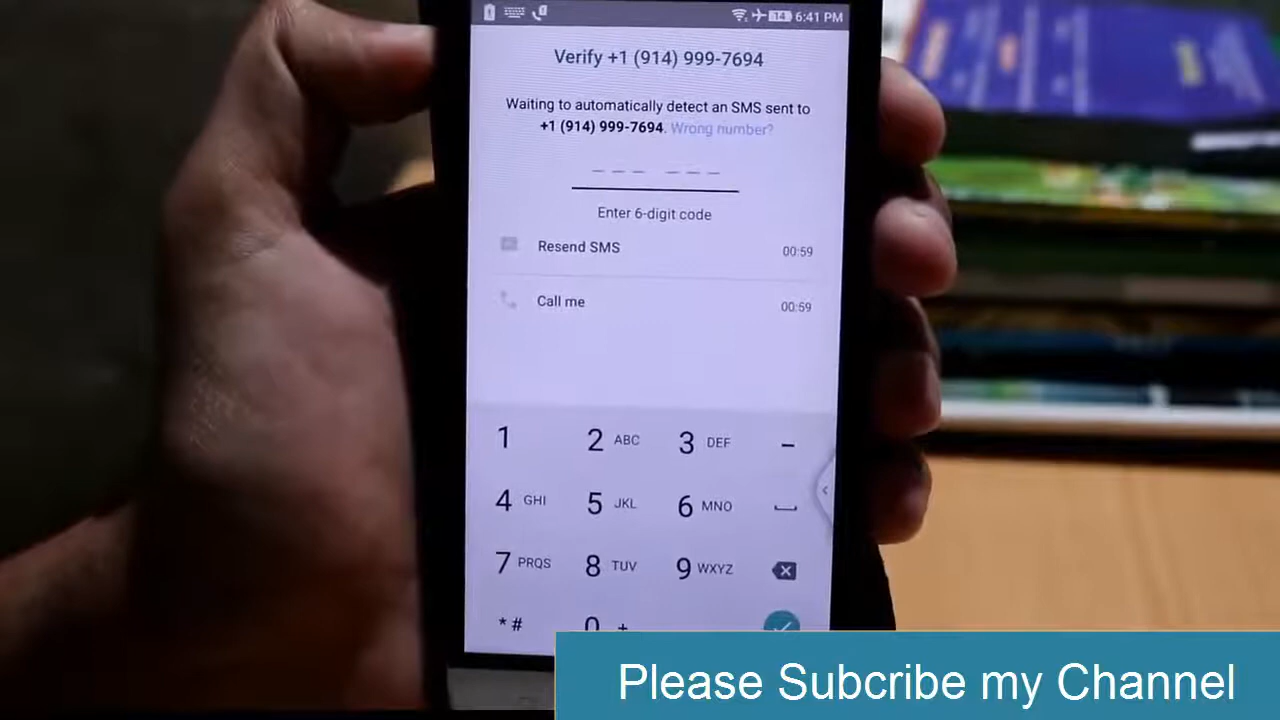 14 6:41 PM
Verify +1 (914) 999-7694
Waiting to automatically detect an SMS sent to
+1 (914) 999-7694. Wrong number?
Enter 6-digit code
Resend SMS 00:59
Call me 00:59
1 2 ABC 3 DEF –
4 GHI 5 JKL 6 MNO
7 PRQS 8 TUV 9 WXYZ
*# 0 +
Please Subcribe my Channel